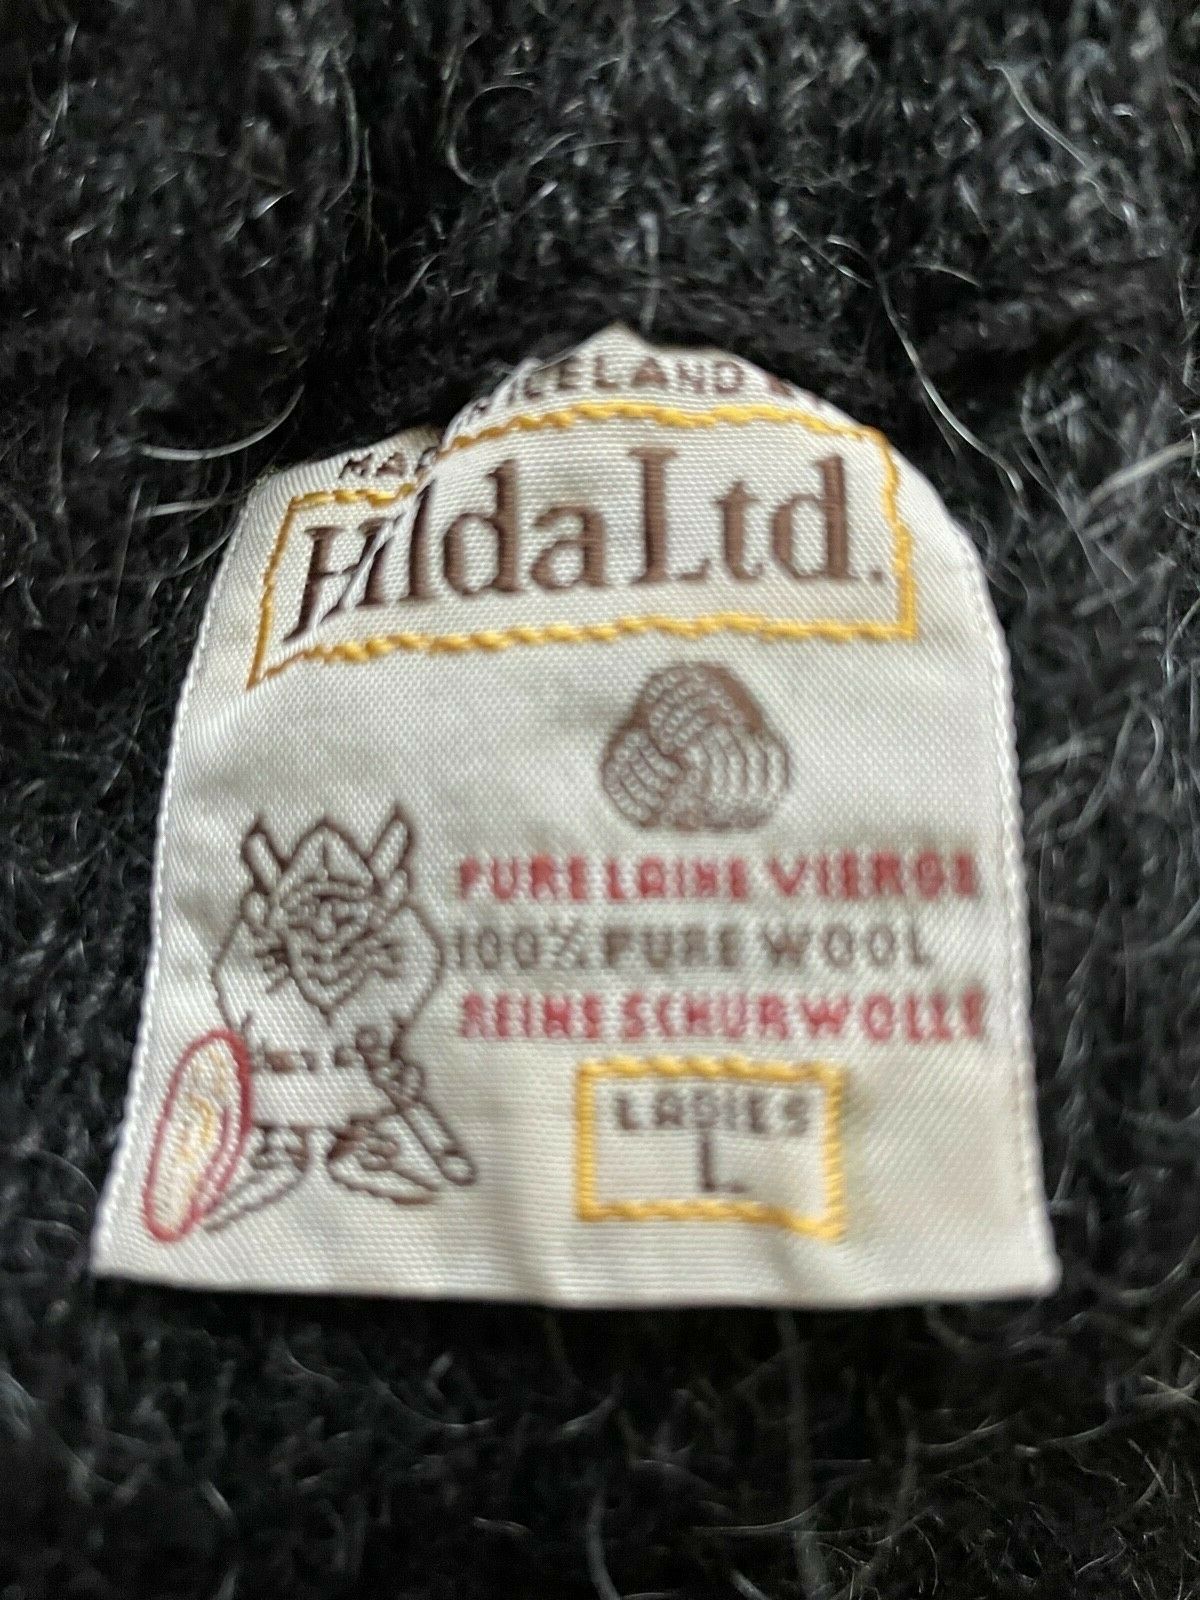 ICELAND
Hilda Ltd.
PURE LAINE VIERGE
100% PURE WOOL
REINE SCHURWOLLE
LADIES
L.